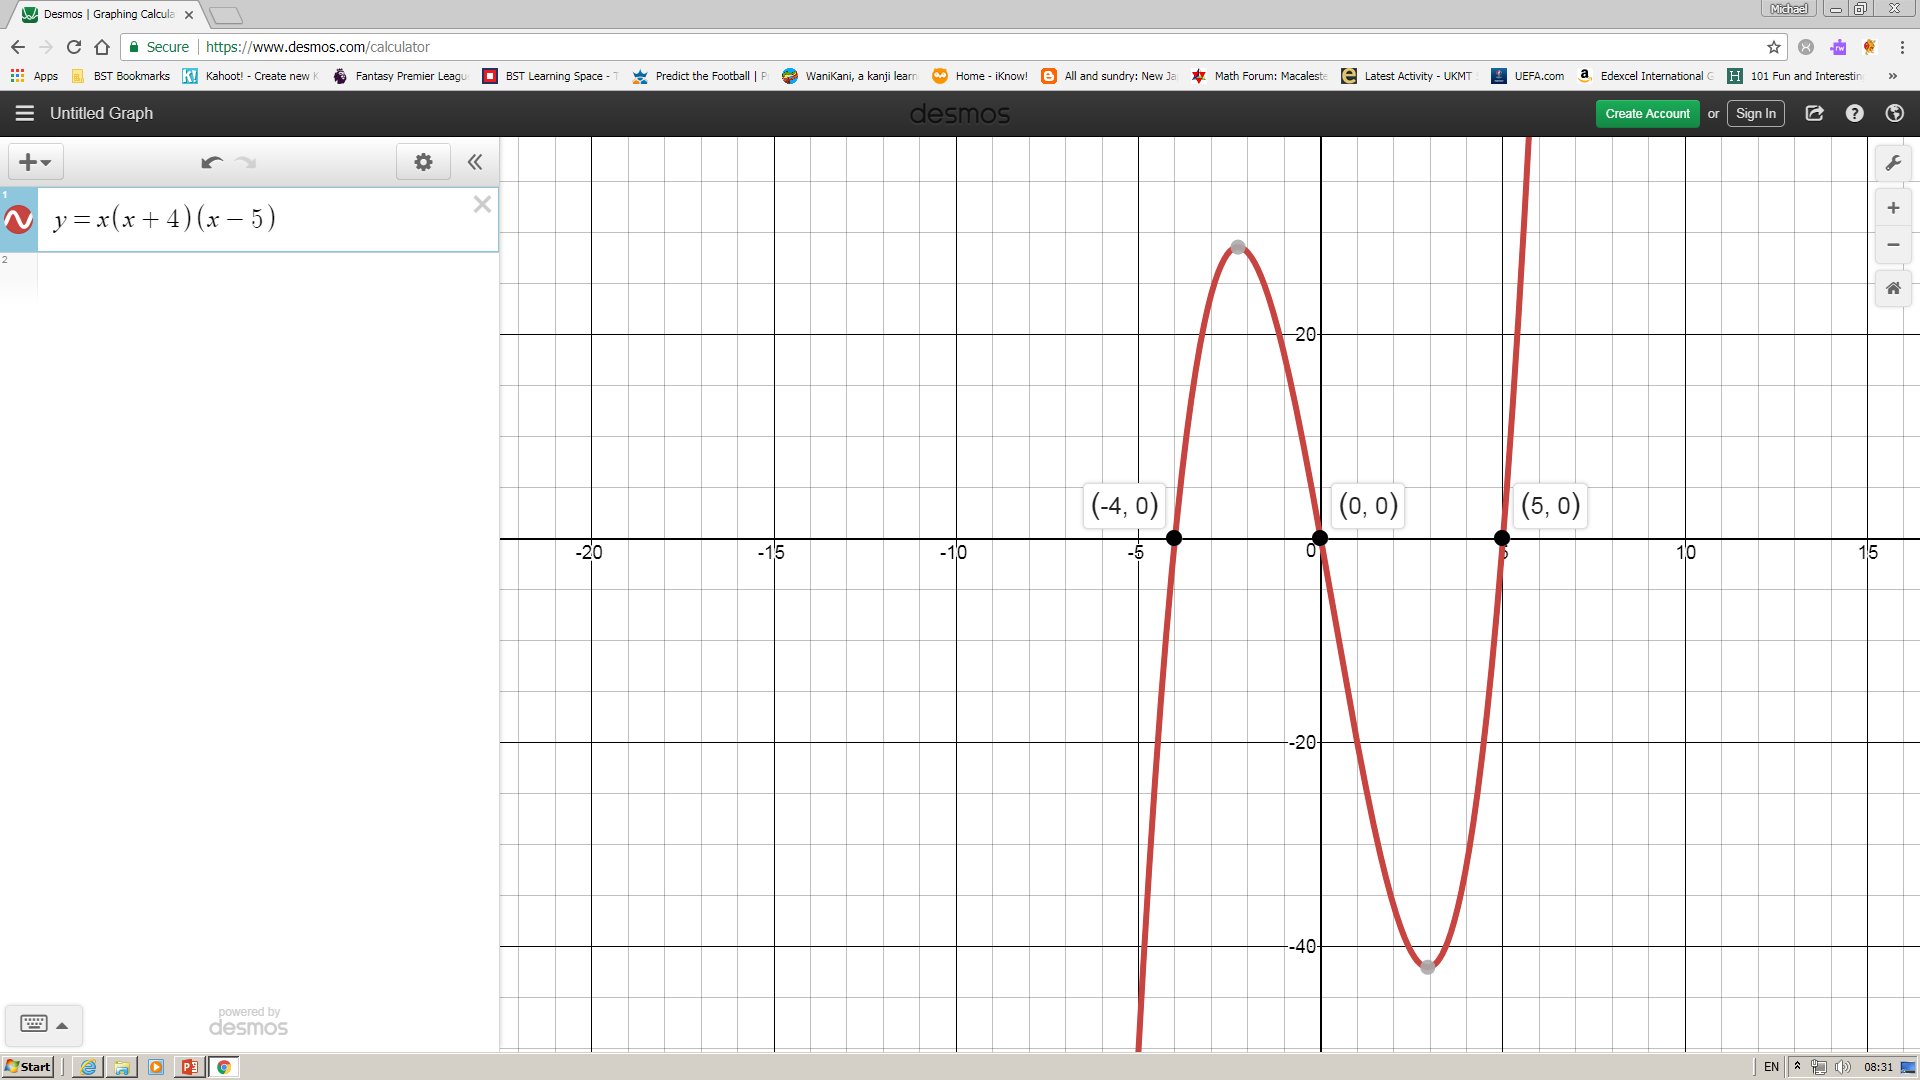 Desmos | Graphing Calcula
Michael
Secure https://www.desmos.com/calculator
Apps BST Bookmarks Kahoot! - Create new K Fantasy Premier Leagu BST Learning Space - T Predict the Football | P WaniKani, a kanji learn Home - iKnow! All and sundry: New Ja Math Forum: Macaleste Latest Activity - UKMT UEFA.com Edexcel International G 101 Fun and Interestin »
Untitled Graph desmos Create Account or Sign In
1
y = x(x + 4)(x − 5)
2
20
(-4, 0) (0, 0) (5, 0)
-20 -15 -10 -5 0 5 10 15
-20
-40
powered by
desmos
Start EN 08:31